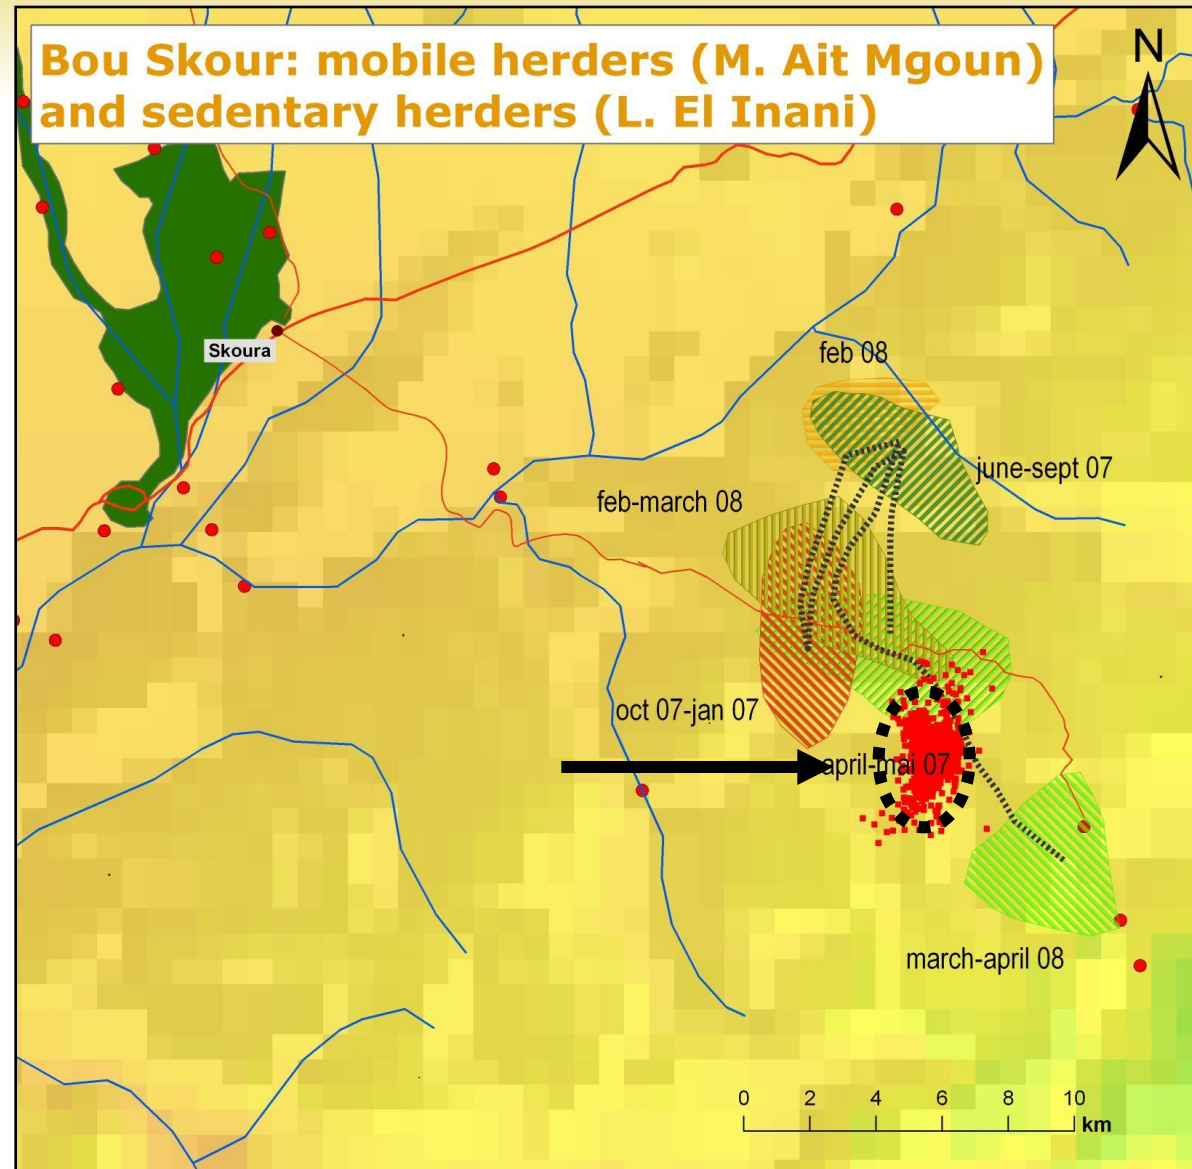 Bou Skour: mobile herders (M. Ait Mgoun)
and sedentary herders (L. El Inani)
N
Skoura
feb 08
june-sept 07
feb-march 08
oct 07-jan 07
april-mai 07
march-april 08
0 2 4 6 8 10
km